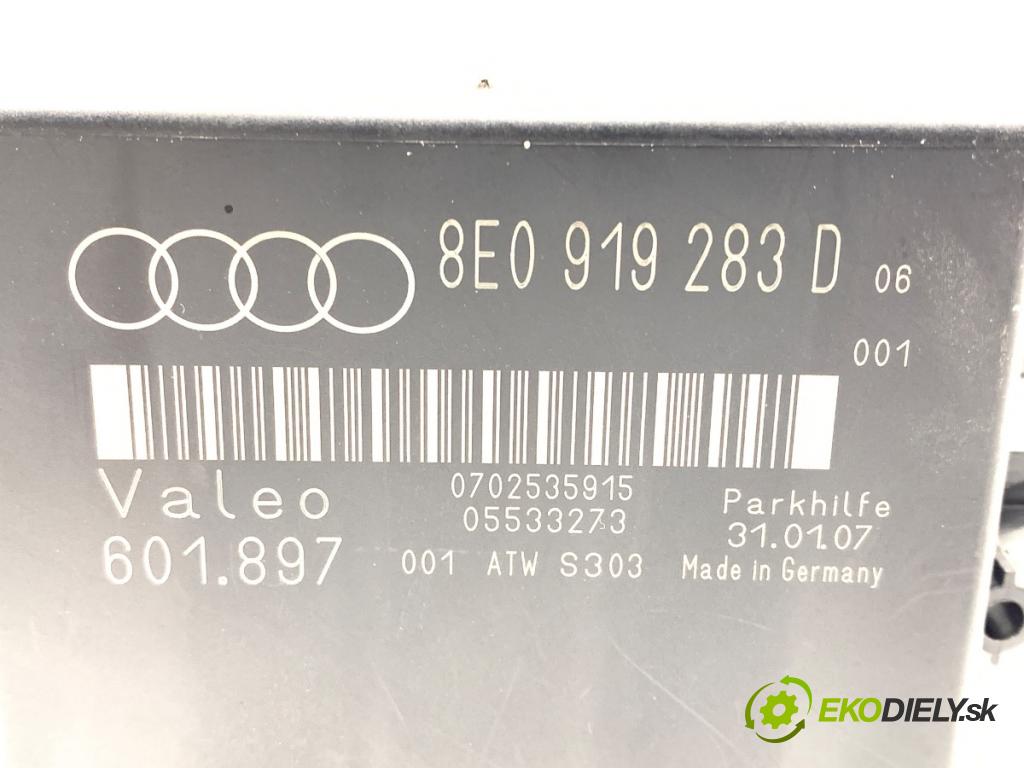 8E0 919 283 D 06
001
Valeo
0702535915
05533273
Parkhilfe
31.01.07
601.897
001 ATW S303
Made in Germany
EKODIELY.sk